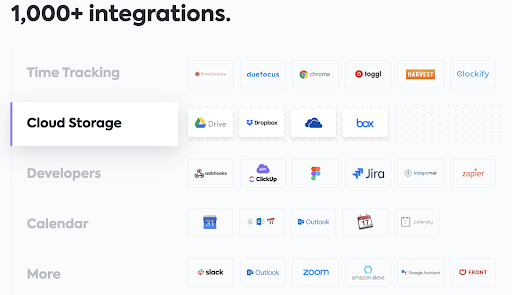 1,000+ integrations.
Time Tracking
duefocus
chrome
toggl
HARVEST
Clockify
Cloud Storage
Drive
Dropbox
box
Developers
webhooks
API
ClickUp
Jira
integromat
zapier
Calendar
31
Outlook
17
calendly
More
slack
Outlook
zoom
amazon alexa
Google Assistant
FRONT